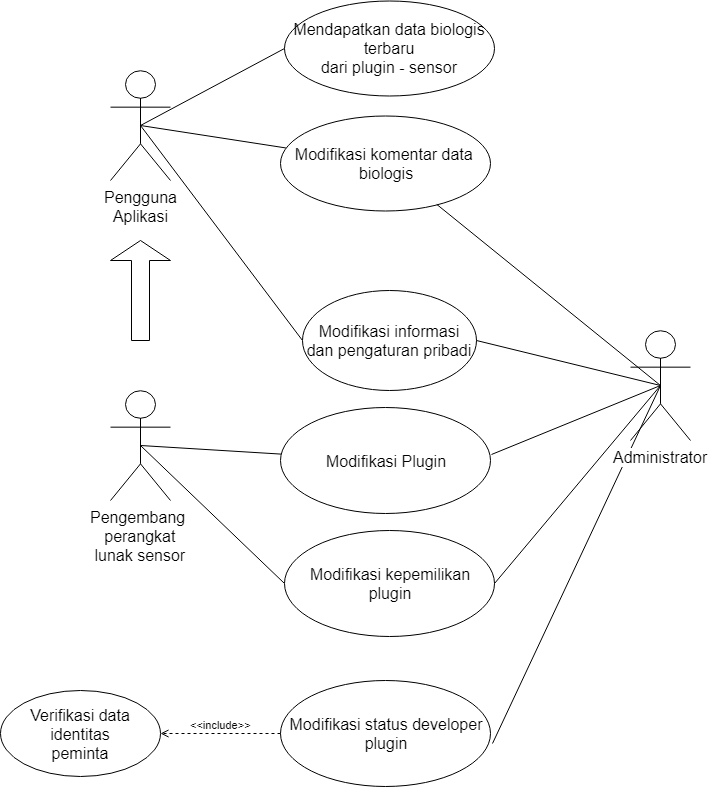 Mendapatkan data biologis
terbaru
dari plugin - sensor
Modifikasi komentar data
biologis
Pengguna
Aplikasi
Modifikasi informasi
dan pengaturan pribadi
Administrator
Modifikasi Plugin
Pengembang
perangkat
lunak sensor
Modifikasi kepemilikan
plugin
Verifikasi data
identitas
peminta
<<include>>
Modifikasi status developer
plugin